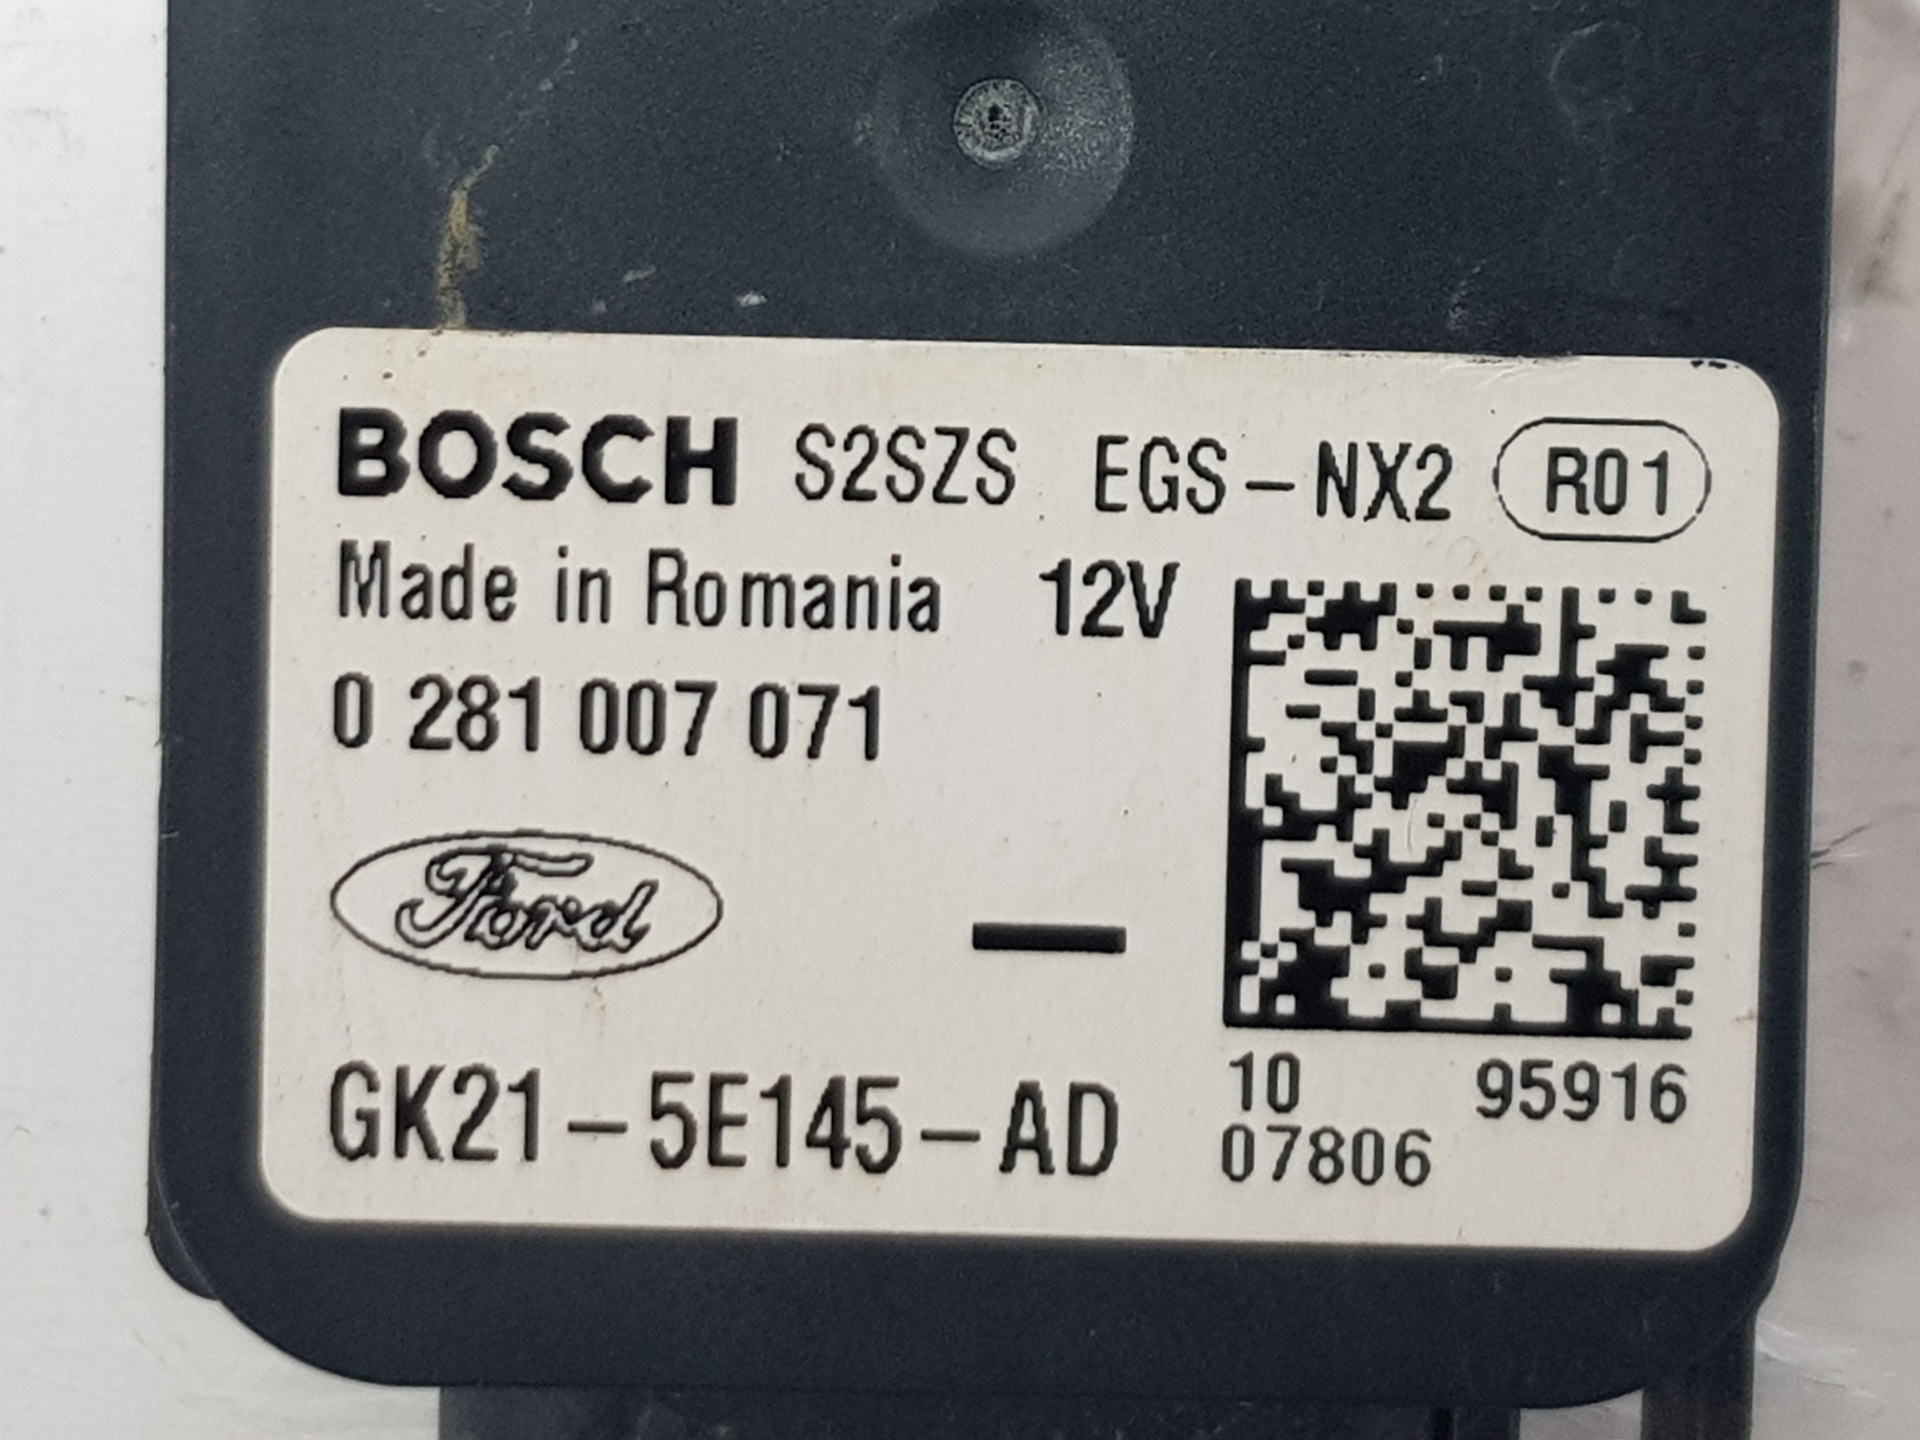 BOSCH S2SZS EGS-NX2 R01
Made in Romania 12V
0 281 007 071
Ford
GK21-5E145-AD
10 95916
07806